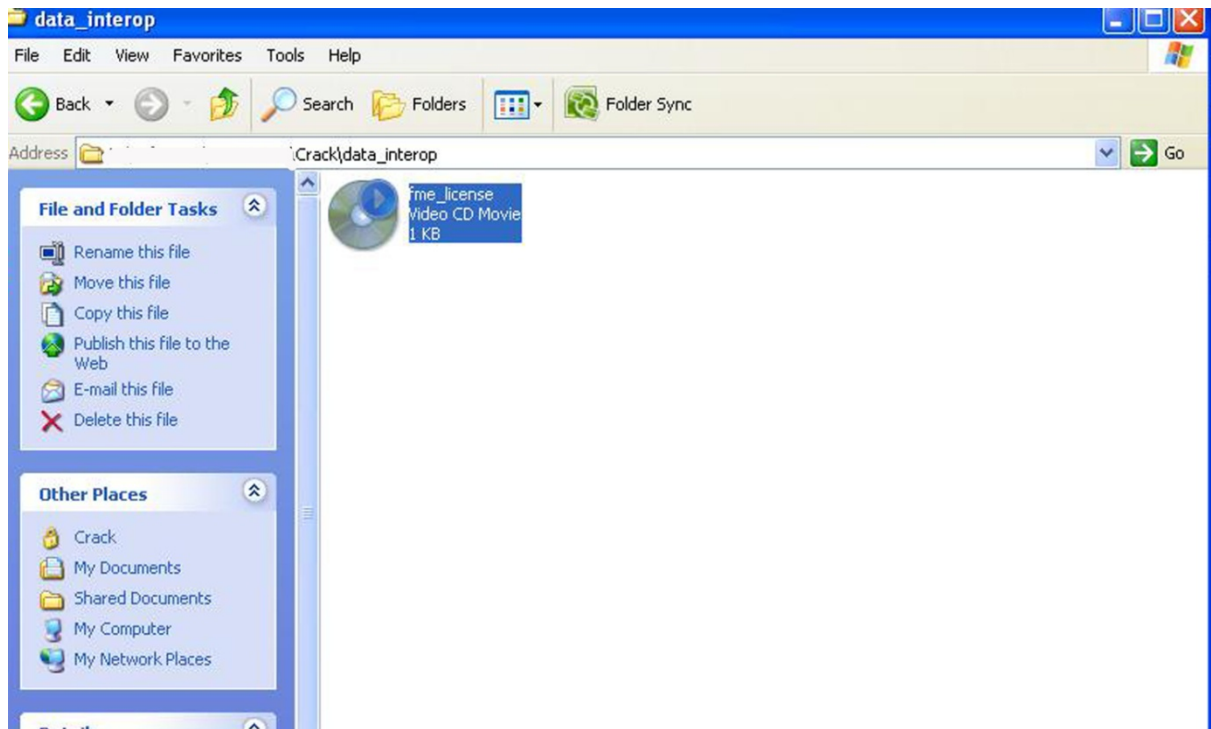 data_interop
File Edit View Favorites Tools Help
Back Search Folders Folder Sync
Address \Crack\data_interop Go
File and Folder Tasks
Rename this file
Move this file
Copy this file
Publish this file to the
Web
E-mail this file
Delete this file
Other Places
Crack
My Documents
Shared Documents
My Computer
My Network Places
fme_license
Video CD Movie
1 KB